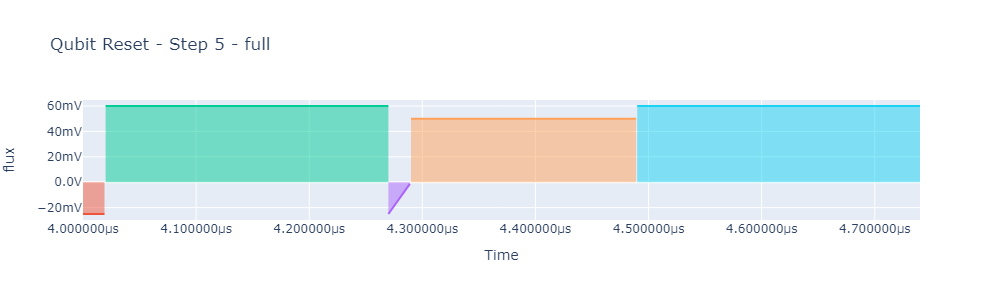 Qubit Reset - Step 5 - full
flux
60mV
40mV
20mV
0.0V
−20mV
4.000000μs 4.100000μs 4.200000μs 4.300000μs 4.400000μs 4.500000μs 4.600000μs 4.700000μs
Time